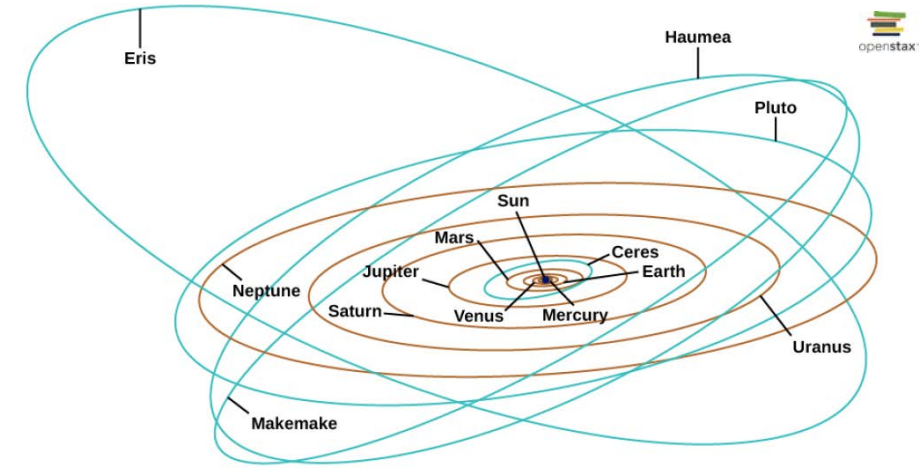 openstax
Haumea
Eris
Pluto
Sun
Mars
Ceres
Jupiter
Earth
Neptune
Saturn
Venus
Mercury
Uranus
Makemake